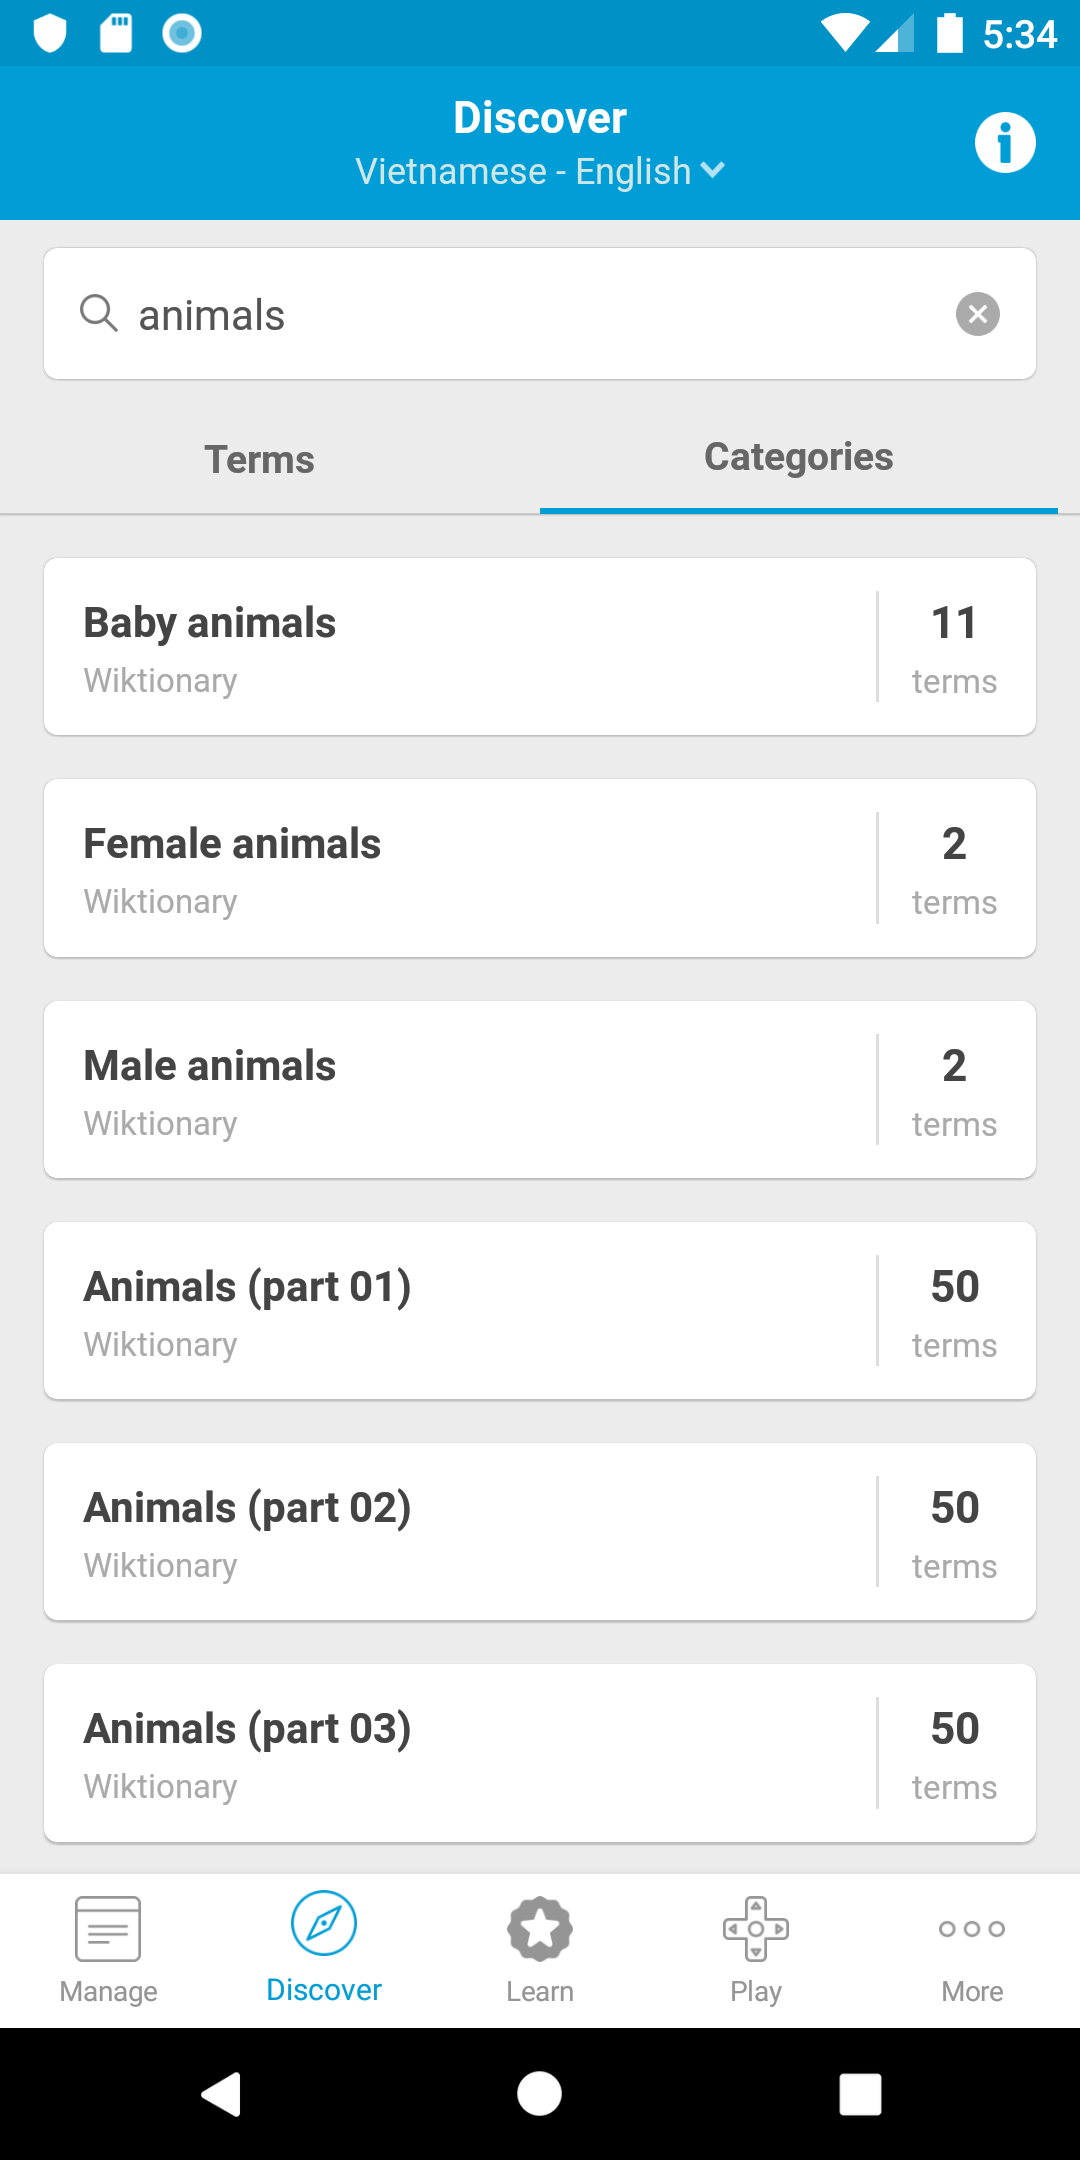 5:34
Discover
Vietnamese - English
animals
Terms
Categories
Baby animals
11
Wiktionary
terms
Female animals
2
Wiktionary
terms
Male animals
2
Wiktionary
terms
Animals (part 01)
50
Wiktionary
terms
Animals (part 02)
50
Wiktionary
terms
Animals (part 03)
50
Wiktionary
terms
Manage
Discover
Learn
Play
More